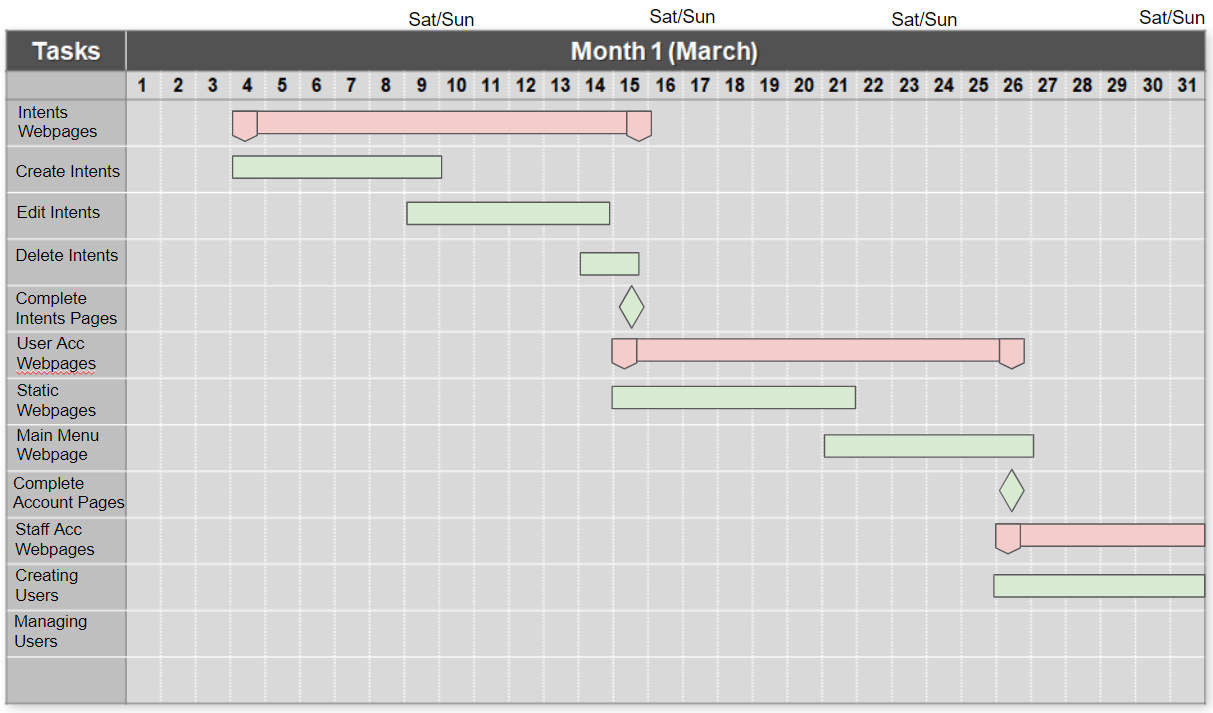 Sat/Sun Sat/Sun Sat/Sun Sat/Sun
Tasks Month 1 (March)
1 2 3 4 5 6 7 8 9 10 11 12 13 14 15 16 17 18 19 20 21 22 23 24 25 26 27 28 29 30 31
Intents
Webpages
Create Intents
Edit Intents
Delete Intents
Complete
Intents Pages
User Acc
Webpages
Static
Webpages
Main Menu
Webpage
Complete
Account Pages
Staff Acc
Webpages
Creating
Users
Managing
Users